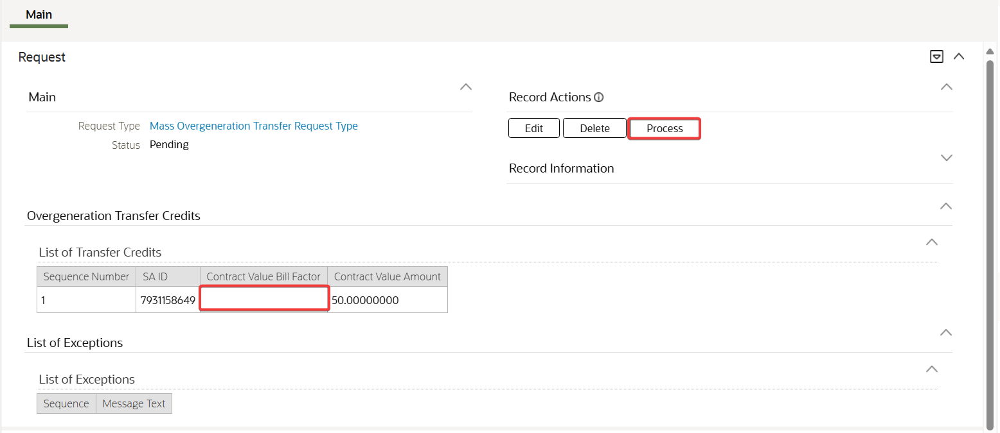 Main
Request
Main
Request Type Mass Overgeneration Transfer Request Type
Status Pending
Record Actions
Edit Delete Process
Record Information
Overgeneration Transfer Credits
List of Transfer Credits
Sequence Number SA ID Contract Value Bill Factor Contract Value Amount
1 7931158649 50.00000000
List of Exceptions
List of Exceptions
Sequence Message Text